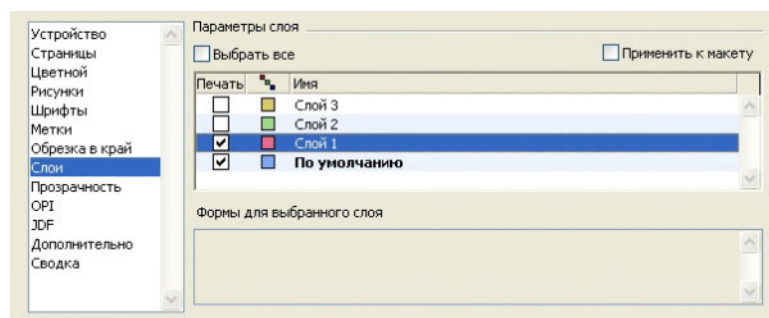 Устройство
Страницы
Цветной
Рисунки
Шрифты
Метки
Обрезка в край
Слои
Прозрачность
OPI
JDF
Дополнительно
Сводка
Параметры слоя
Выбрать все
Применить к макету
Печать Имя
Слой 3
Слой 2
Слой 1
По умолчанию
Формы для выбранного слоя